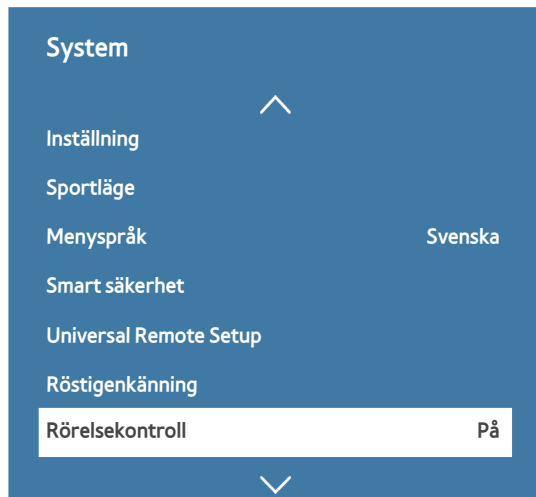 System
Inställning
Sportläge
Menyspråk Svenska
Smart säkerhet
Universal Remote Setup
Röstigenkänning
Rörelsekontroll På